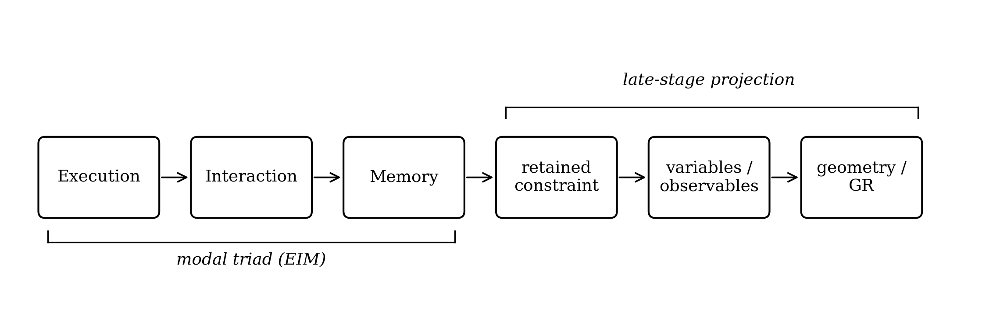 late-stage projection
Execution
Interaction
Memory
retained
constraint
variables /
observables
geometry /
GR
modal triad (EIM)